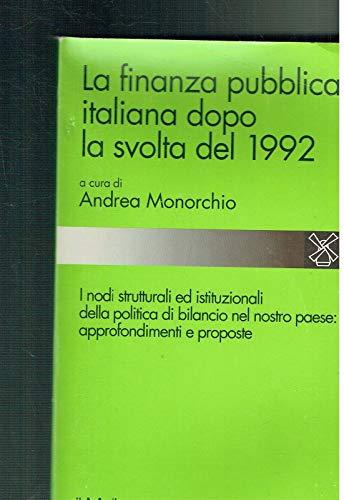 La finanza pubblica
italiana dopo
la svolta del 1992
a cura di
Andrea Monorchio
I nodi strutturali ed istituzionali
della politica di bilancio nel nostro paese:
approfondimenti e proposte